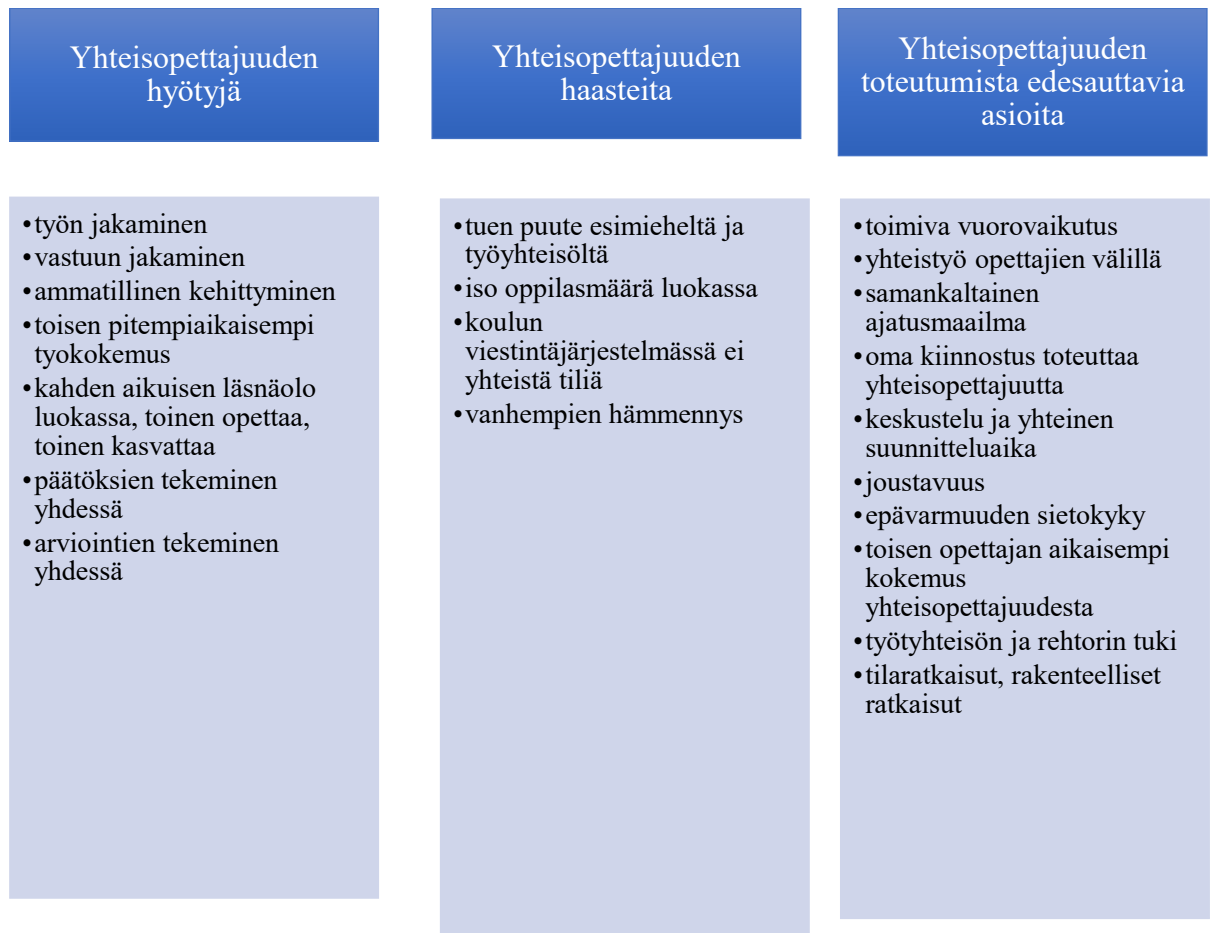 Yhteisopettajuuden
hyötyjä
•työn jakaminen
•vastuun jakaminen
•ammatillinen kehittyminen
•toisen pitempiaikaisempi
tyokokemus
•kahden aikuisen läsnäolo
luokassa, toinen opettaa,
toinen kasvattaa
•päätöksien tekeminen
yhdessä
•arviointien tekeminen
yhdessä
Yhteisopettajuuden
haasteita
•tuen puute esimieheltä ja
työyhteisöltä
•iso oppilasmäärä luokassa
•koulun
viestintäjärjestelmässä ei
yhteistä tiliä
•vanhempien hämmennys
Yhteisopettajuuden
toteutumista edesauttavia
asioita
•toimiva vuorovaikutus
•yhteistyö opettajien välillä
•samankaltainen
ajatusmaailma
•oma kiinnostus toteuttaa
yhteisopettajuutta
•keskustelu ja yhteinen
suunnitteluaika
•joustavuus
•epävarmuuden sietokyky
•toisen opettajan aikaisempi
kokemus
yhteisopettajuudesta
•työtyhteisön ja rehtorin tuki
•tilaratkaisut, rakenteelliset
ratkaisut